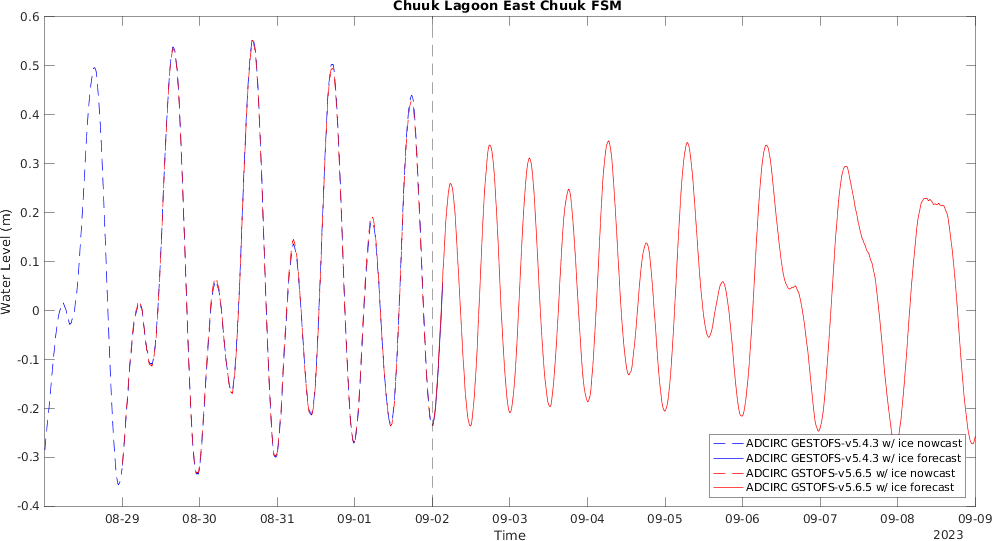 Chuuk Lagoon East Chuuk FSM
0.6
0.5
0.4
0.3
0.2
0.1
0
-0.1
-0.2
-0.3
-0.4
Water Level (m)
ADCIRC GESTOFS-v5.4.3 w/ ice nowcast
ADCIRC GESTOFS-v5.4.3 w/ ice forecast
ADCIRC GSTOFS-v5.6.5 w/ ice nowcast
ADCIRC GSTOFS-v5.6.5 w/ ice forecast
08-29 08-30 08-31 09-01 09-02 09-03 09-04 09-05 09-06 09-07 09-08 09-09
Time
2023